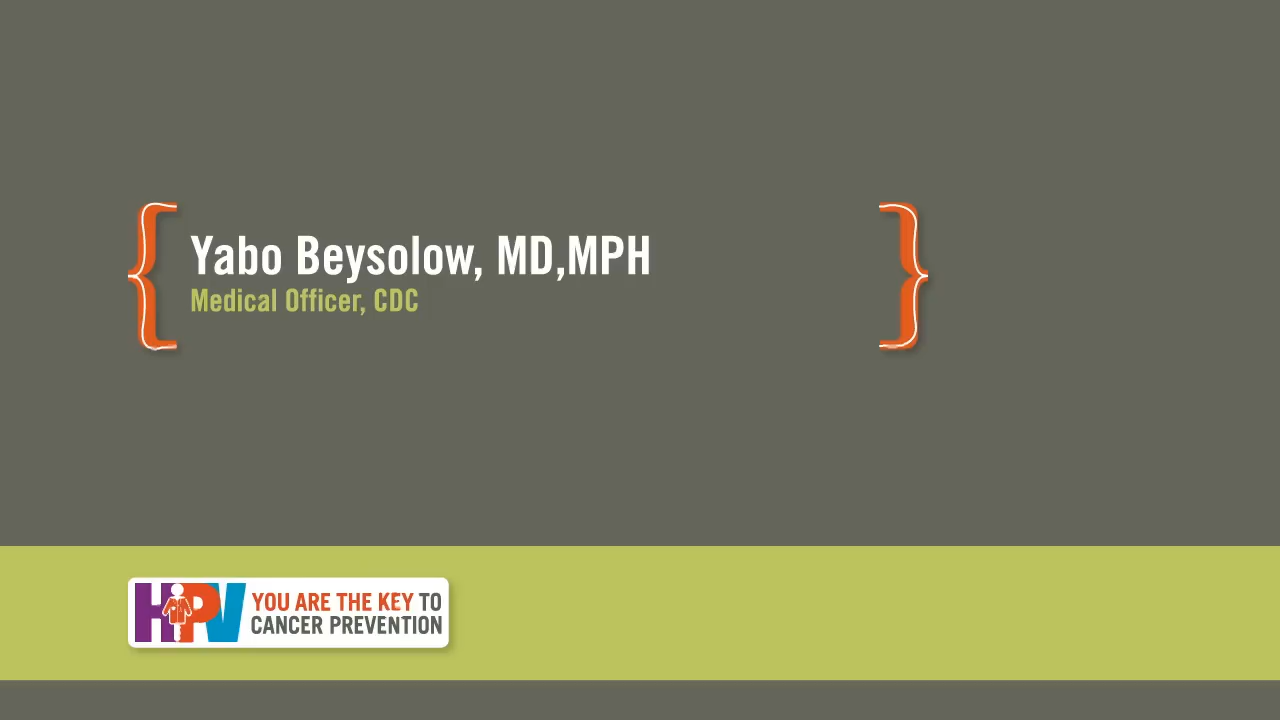 Yabo Beysolow, MD,MPH
Medical Officer, CDC
HPV YOU ARE THE KEY TO
CANCER PREVENTION